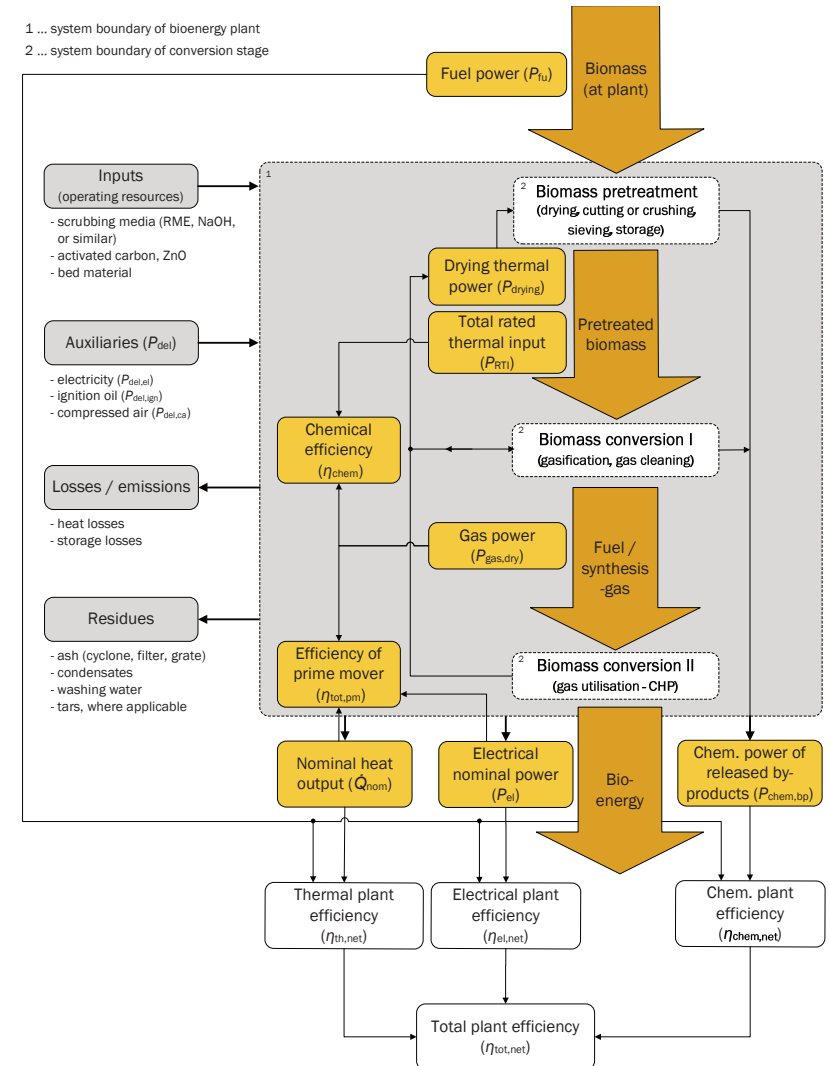 1 ... system boundary of bioenergy plant
2 ... system boundary of conversion stage
Fuel power (Pfu)
Biomass
(at plant)
Inputs
(operating resources)
- scrubbing media (RME, NaOH,
or similar)
- activated carbon, ZnO
- bed material
1
2
Biomass pretreatment
(drying, cutting or crushing,
sieving, storage)
Drying thermal
power (Pdrying)
Total rated
thermal input
(PRTI)
Pretreated
biomass
Auxiliaries (Pdel)
- electricity (Pdel,el)
- ignition oil (Pdel,ign)
- compressed air (Pdel,ca)
Chemical
efficiency
(ηchem)
2
Biomass conversion I
(gasification, gas cleaning)
Losses / emissions
- heat losses
- storage losses
Gas power
(Pgas,dry)
Fuel /
synthesis
-gas
Residues
- ash (cyclone, filter, grate)
- condensates
- washing water
- tars, where applicable
Efficiency of
prime mover
(ηtot,pm)
2
Biomass conversion II
(gas utilisation - CHP)
Nominal heat
output (Q̇nom)
Electrical
nominal power
(Pel)
Bio-
energy
Chem. power of
released by-
products (Pchem,bp)
Thermal plant
efficiency
(ηth,net)
Electrical plant
efficiency
(ηel,net)
Chem. plant
efficiency
(ηchem,net)
Total plant efficiency
(ηtot,net)